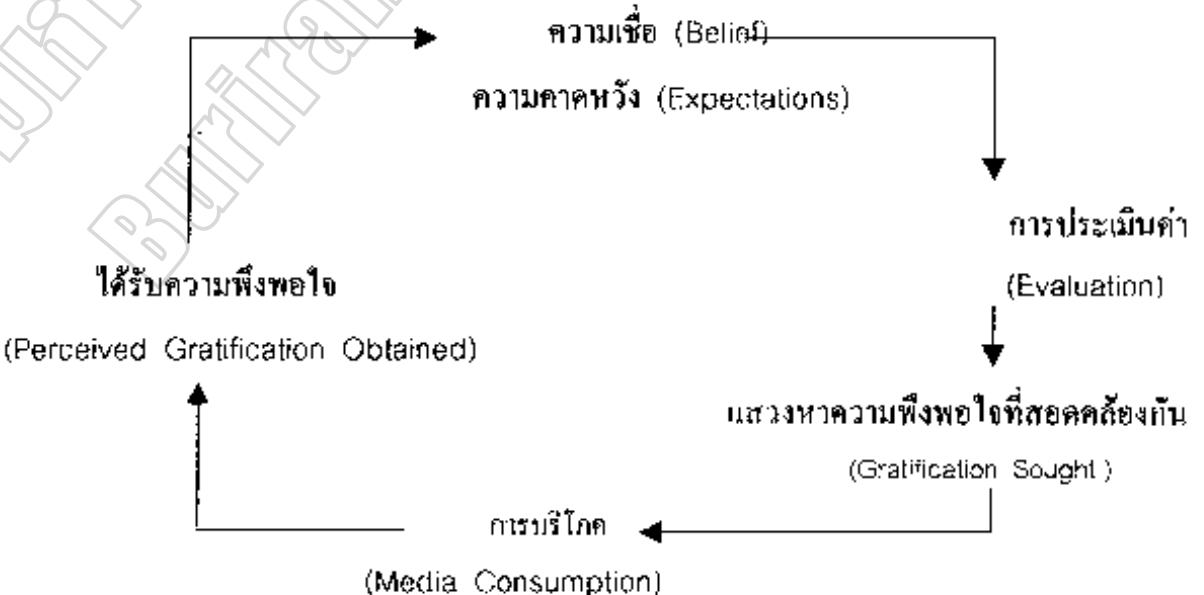 ความเชื่อ (Belief)
ความคาดหวัง (Expectations)
การประเมินค่า
(Evaluation)
แสวงหาความพึงพอใจที่สอดคล้องกัน
(Gratification Sought)
การบริโภค
(Media Consumption)
ได้รับความพึงพอใจ
(Perceived Gratification Obtained)